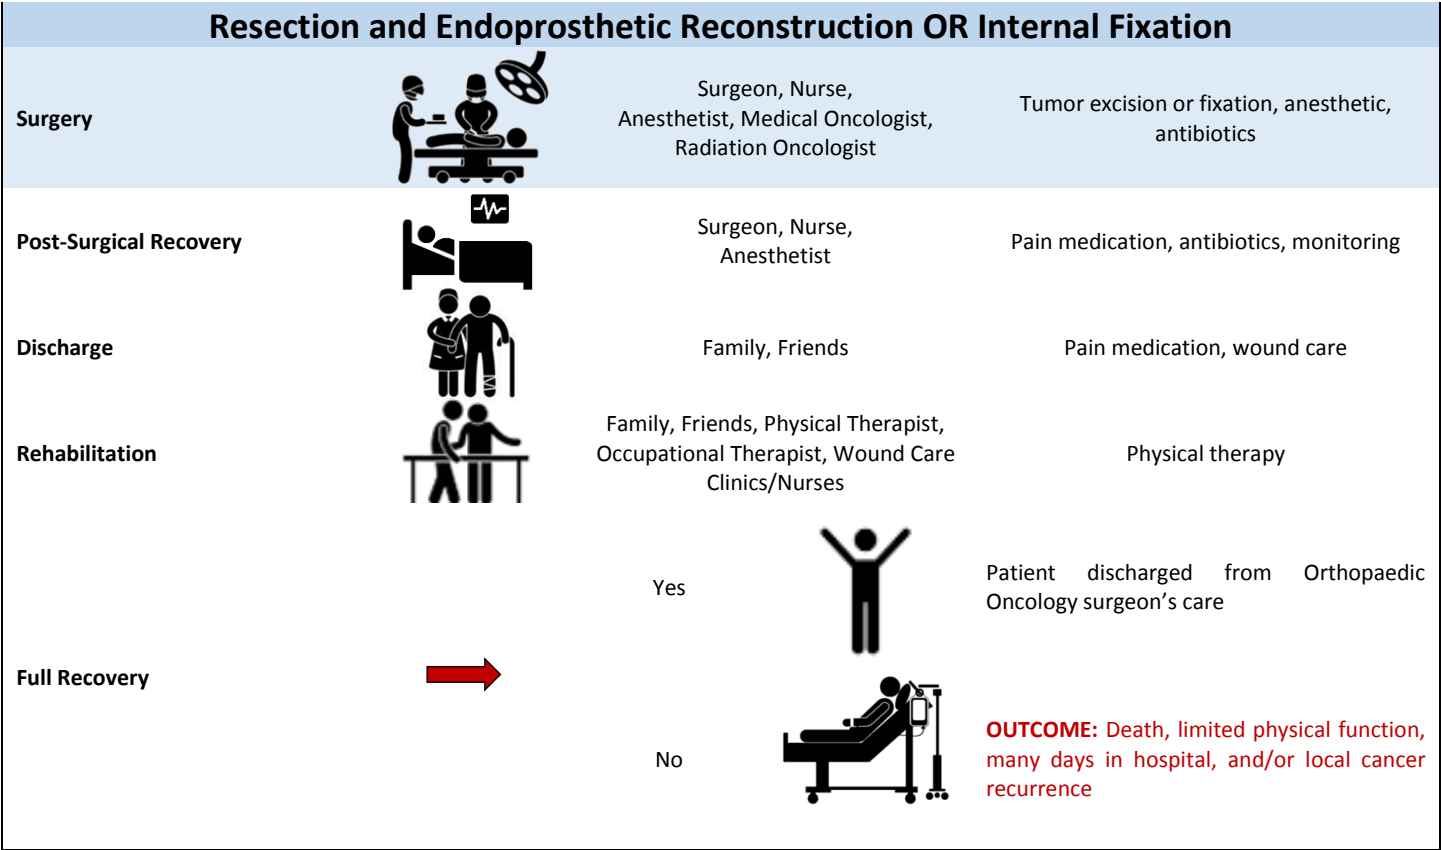 Resection and Endoprosthetic Reconstruction OR Internal Fixation
Surgery
Surgeon, Nurse,
Anesthetist, Medical Oncologist,
Radiation Oncologist
Tumor excision or fixation, anesthetic,
antibiotics
Post-Surgical Recovery
Surgeon, Nurse,
Anesthetist
Pain medication, antibiotics, monitoring
Discharge
Family, Friends
Pain medication, wound care
Rehabilitation
Family, Friends, Physical Therapist,
Occupational Therapist, Wound Care
Clinics/Nurses
Physical therapy
Full Recovery
Yes
Patient discharged from Orthopaedic
Oncology surgeon’s care
No
OUTCOME: Death, limited physical function,
many days in hospital, and/or local cancer
recurrence